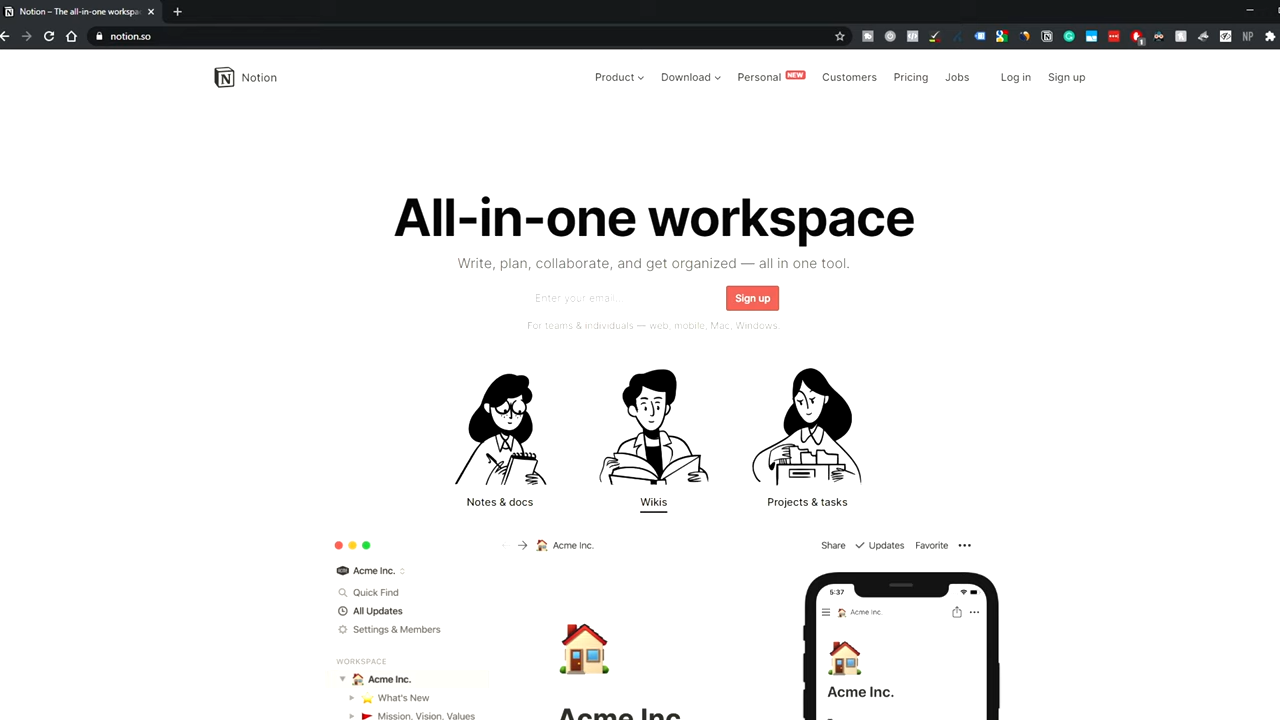 Notion – The all-in-one workspa
notion.so
NP
1
Notion
Product
Download
Personal NEW
Customers
Pricing
Jobs
Log in
Sign up
All-in-one workspace
Write, plan, collaborate, and get organized — all in one tool.
Enter your email...
Sign up
For teams & individuals — web, mobile, Mac, Windows.
Notes & docs
Wikis
Projects & tasks
Acme Inc.
Share
Updates
Favorite
•••
Acme Inc.
Quick Find
All Updates
Settings & Members
WORKSPACE
Acme Inc.
What's New
Mission, Vision, Values
Acme Inc.
5:37
Acme Inc.
•••
Acme Inc.